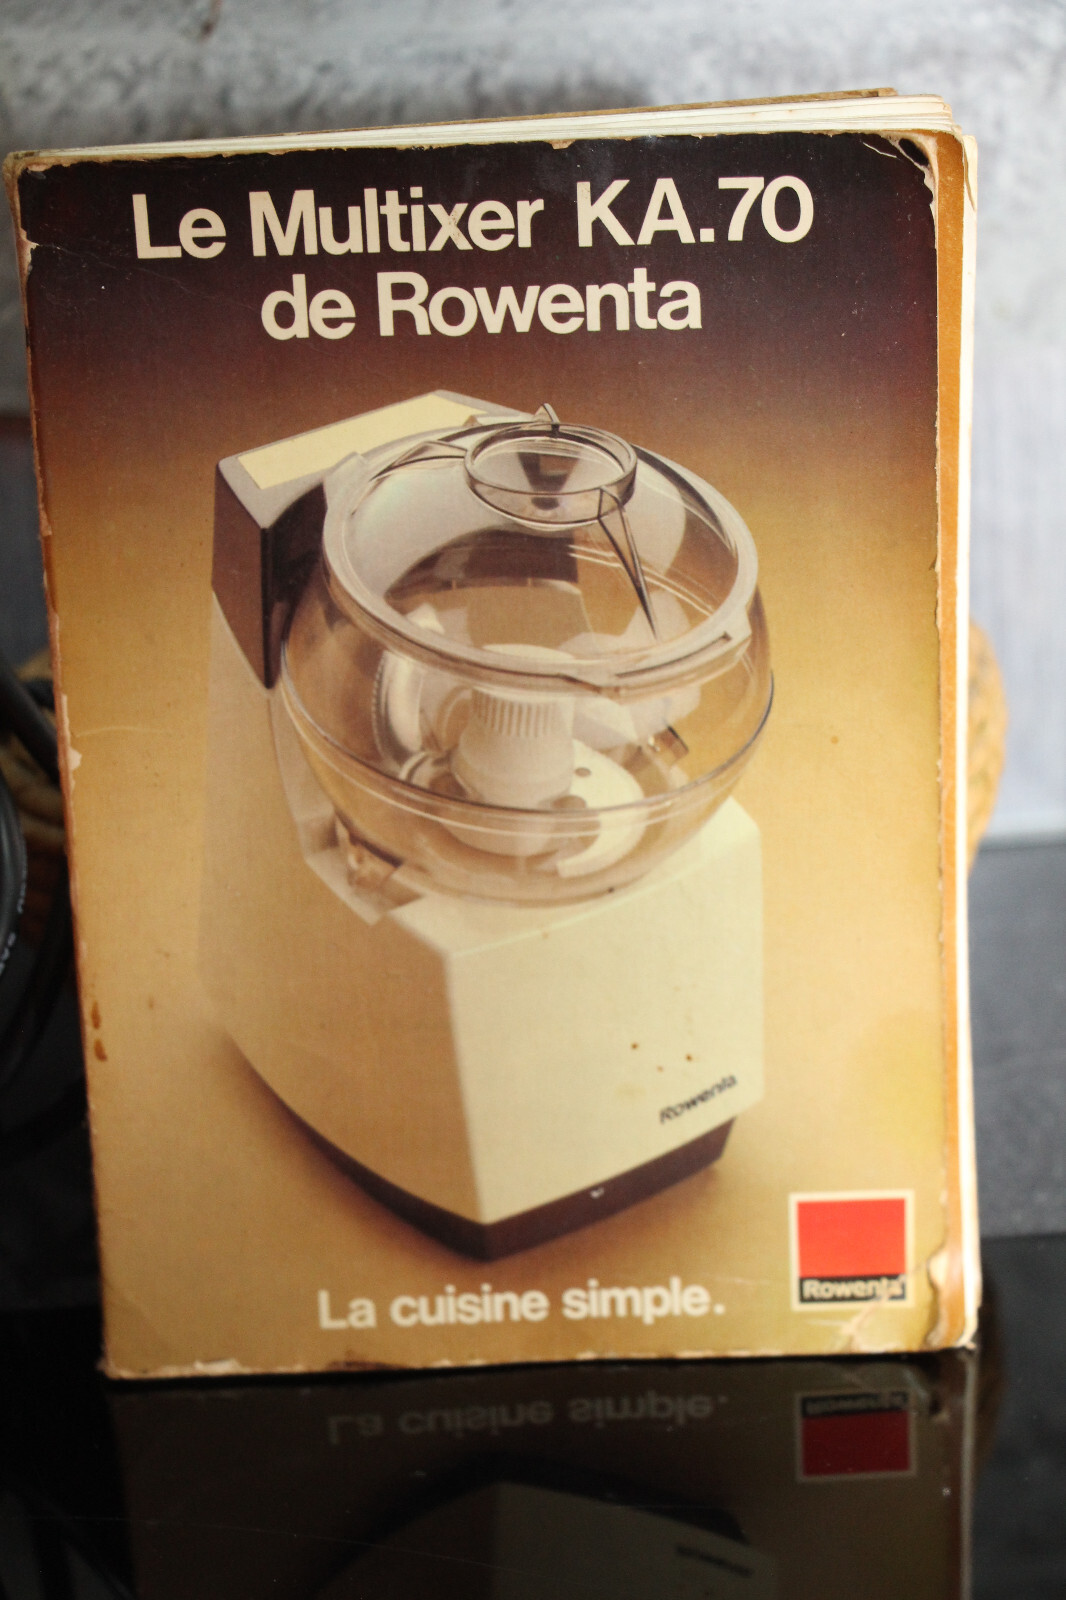 Le Multixer KA.70
de Rowenta
Rowenta
Rowenta
La cuisine simple.